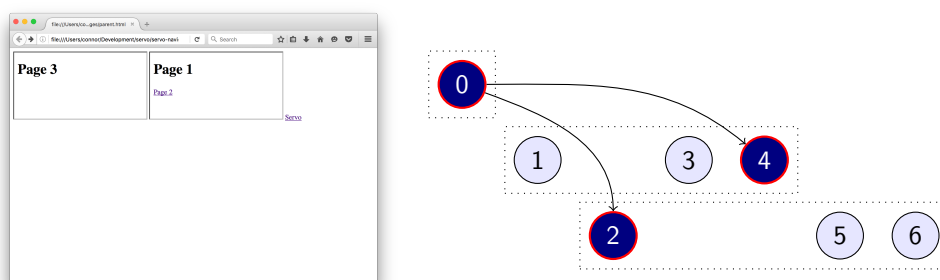 file:///Users/co...ges/parent.html × +
file:///Users/connor/Development/servo/servo-navi
Search
Page 3
Page 1
Page 2
Servo
0
1
3
4
2
5
6